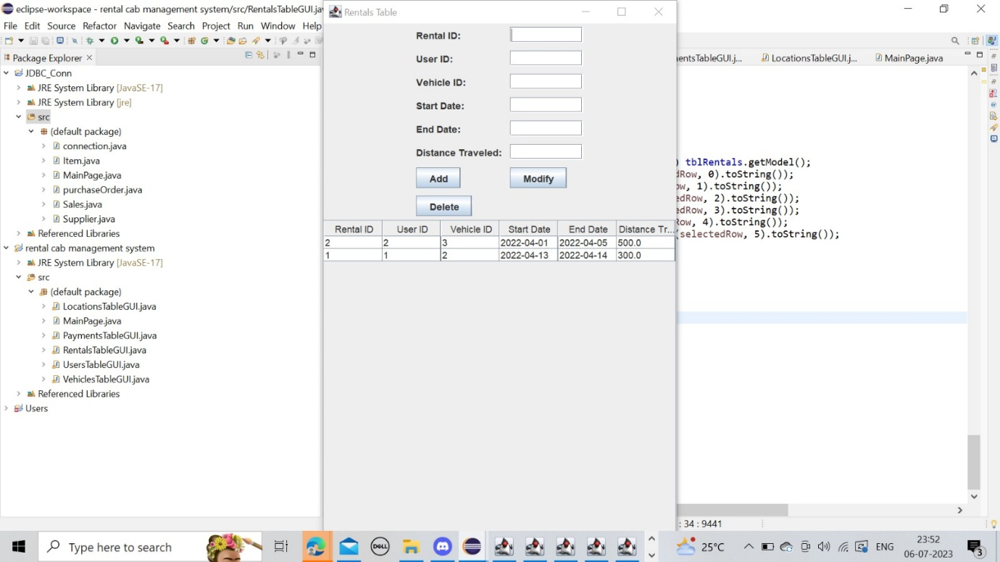 eclipse-workspace - rental cab management system/src/RentalsTableGUI.jav
File Edit Source Refactor Navigate Search Project Run Window Help
Package Explorer
JDBC_Conn
JRE System Library [JavaSE-17]
JRE System Library [jre]
src
(default package)
connection.java
Item.java
MainPage.java
purchaseOrder.java
Sales.java
Supplier.java
Referenced Libraries
rental cab management system
JRE System Library [JavaSE-17]
src
(default package)
LocationsTableGUI.java
MainPage.java
PaymentsTableGUI.java
RentalsTableGUI.java
UsersTableGUI.java
VehiclesTableGUI.java
Referenced Libraries
Users
Rentals Table
Rental ID:
User ID:
Vehicle ID:
Start Date:
End Date:
Distance Traveled:
Add Modify
Delete
Rental ID User ID Vehicle ID Start Date End Date Distance Tr...
2 2 3 2022-04-01 2022-04-05 500.0
1 1 2 2022-04-13 2022-04-14 300.0
entsTableGUI.j... LocationsTableGUI.j... MainPage.java
) tblRentals.getModel();
dRow, 0).toString());
ow, 1).toString());
edRow, 2).toString());
edRow, 3).toString());
Row, 4).toString());
(selectedRow, 5).toString());
: 34 : 9441
Type here to search
DELL
25°C
ENG
23:52
06-07-2023
3